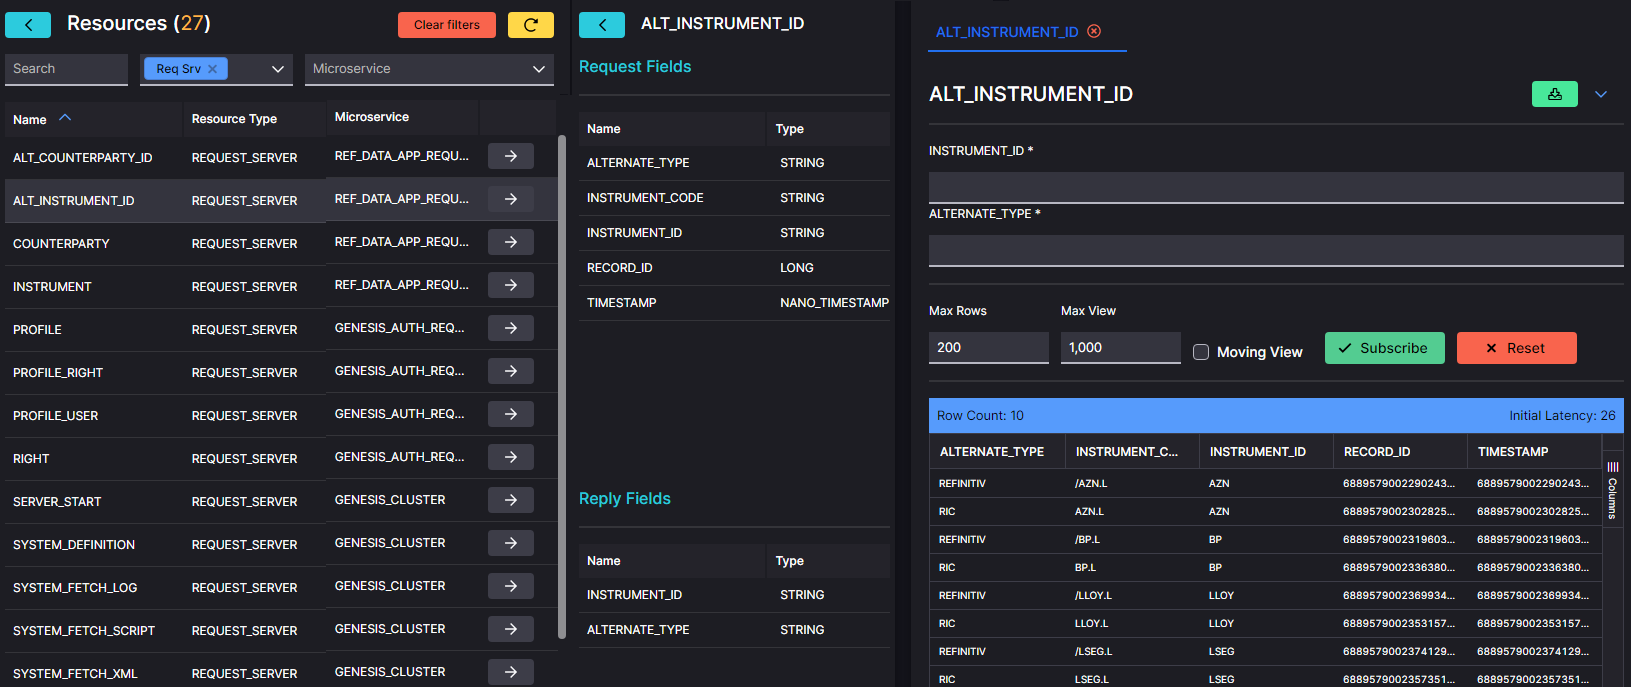 Resources (27)
Clear filters
Search
Req Srv
Microservice
Name Resource Type Microservice
ALT_COUNTERPARTY_ID REQUEST_SERVER REF_DATA_APP_REQU...
ALT_INSTRUMENT_ID REQUEST_SERVER REF_DATA_APP_REQU...
COUNTERPARTY REQUEST_SERVER REF_DATA_APP_REQU...
INSTRUMENT REQUEST_SERVER REF_DATA_APP_REQU...
PROFILE REQUEST_SERVER GENESIS_AUTH_REQ...
PROFILE_RIGHT REQUEST_SERVER GENESIS_AUTH_REQ...
PROFILE_USER REQUEST_SERVER GENESIS_AUTH_REQ...
RIGHT REQUEST_SERVER GENESIS_AUTH_REQ...
SERVER_START REQUEST_SERVER GENESIS_CLUSTER
SYSTEM_DEFINITION REQUEST_SERVER GENESIS_CLUSTER
SYSTEM_FETCH_LOG REQUEST_SERVER GENESIS_CLUSTER
SYSTEM_FETCH_SCRIPT REQUEST_SERVER GENESIS_CLUSTER
SYSTEM_FETCH_XML REQUEST_SERVER GENESIS_CLUSTER
ALT_INSTRUMENT_ID
Request Fields
Name Type
ALTERNATE_TYPE STRING
INSTRUMENT_CODE STRING
INSTRUMENT_ID STRING
RECORD_ID LONG
TIMESTAMP NANO_TIMESTAMP
Reply Fields
Name Type
INSTRUMENT_ID STRING
ALTERNATE_TYPE STRING
ALT_INSTRUMENT_ID
ALT_INSTRUMENT_ID
INSTRUMENT_ID *
ALTERNATE_TYPE *
Max Rows Max View
200 1,000 Moving View Subscribe Reset
Row Count: 10 Initial Latency: 26
ALTERNATE_TYPE INSTRUMENT_C... INSTRUMENT_ID RECORD_ID TIMESTAMP
REFINITIV /AZN.L AZN 6889579002290243... 6889579002290243...
RIC AZN.L AZN 6889579002302825... 6889579002302825...
REFINITIV /BP.L BP 6889579002319603... 6889579002319603...
RIC BP.L BP 6889579002336380... 6889579002336380...
REFINITIV /LLOY.L LLOY 6889579002369934... 6889579002369934...
RIC LLOY.L LLOY 6889579002353157... 6889579002353157...
REFINITIV /LSEG.L LSEG 6889579002374129... 6889579002374129...
RIC LSEG.L LSEG 6889579002357351... 6889579002357351...
Columns